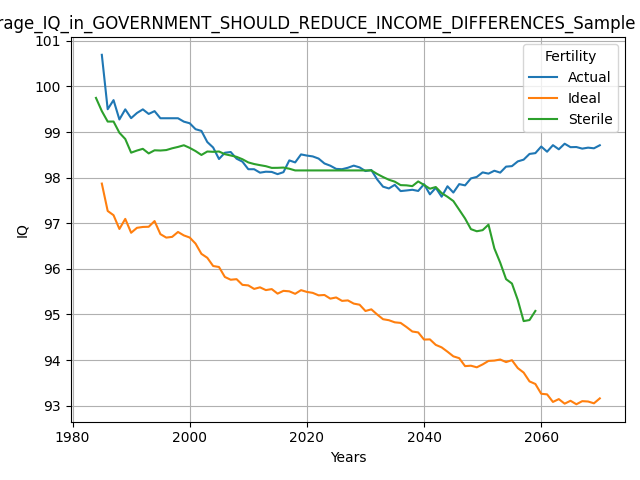 rage_IQ_in_GOVERNMENT_SHOULD_REDUCE_INCOME_DIFFERENCES_Sample
101
100
99
98
97
96
95
94
93
IQ
1980
2000
2020
2040
2060
Years
Fertility
Actual
Ideal
Sterile